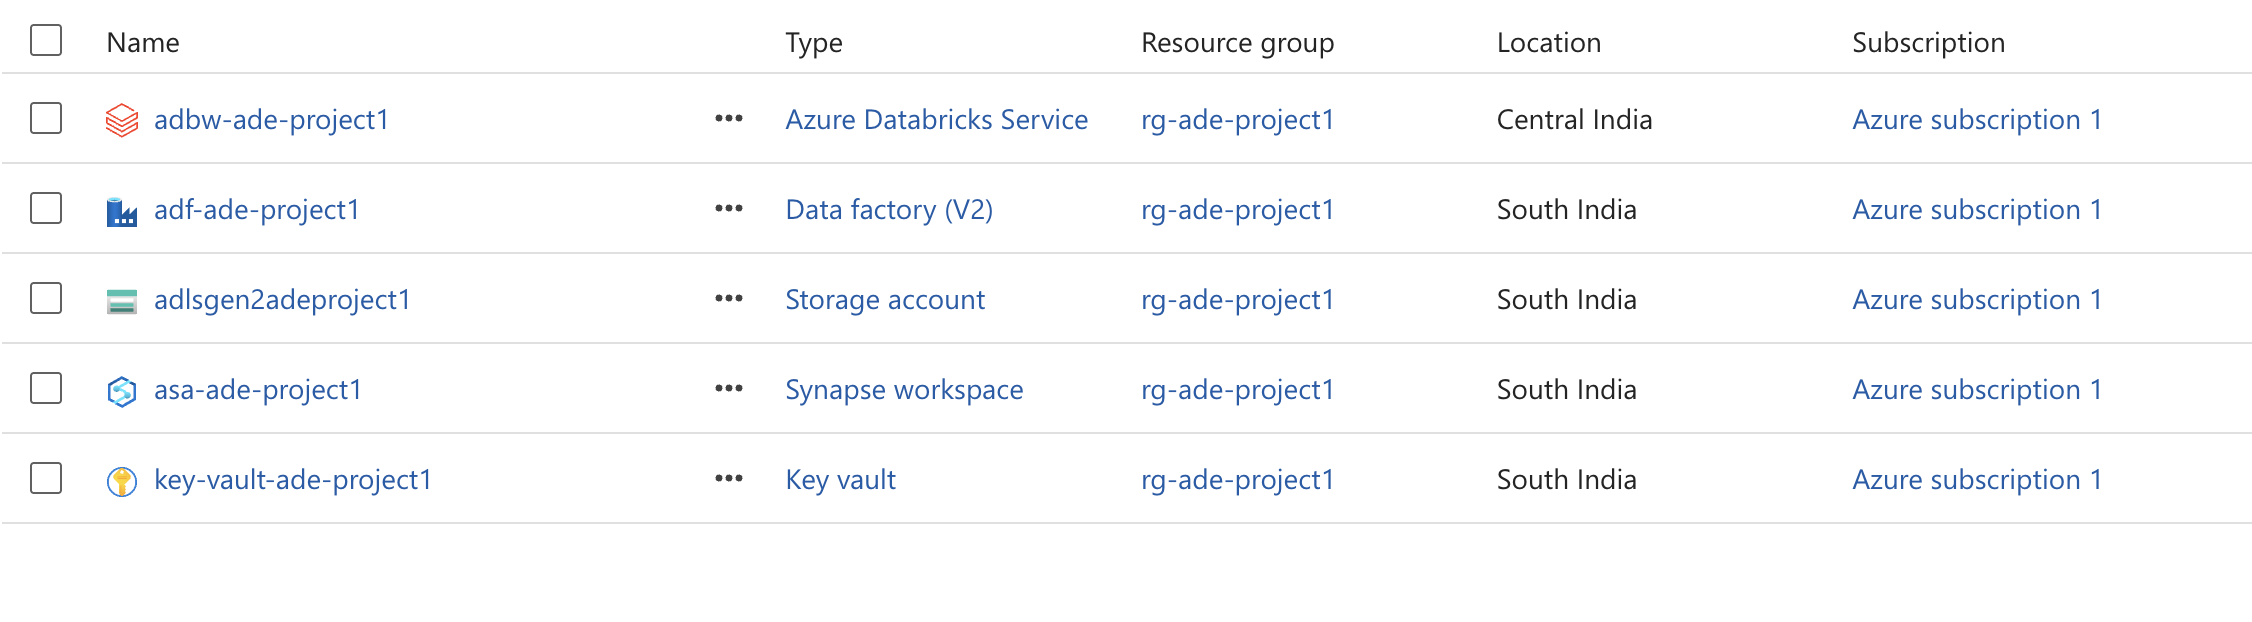 Name Type Resource group Location Subscription
adbw-ade-project1 ••• Azure Databricks Service rg-ade-project1 Central India Azure subscription 1
adf-ade-project1 ••• Data factory (V2) rg-ade-project1 South India Azure subscription 1
adlsgen2adeproject1 ••• Storage account rg-ade-project1 South India Azure subscription 1
asa-ade-project1 ••• Synapse workspace rg-ade-project1 South India Azure subscription 1
key-vault-ade-project1 ••• Key vault rg-ade-project1 South India Azure subscription 1